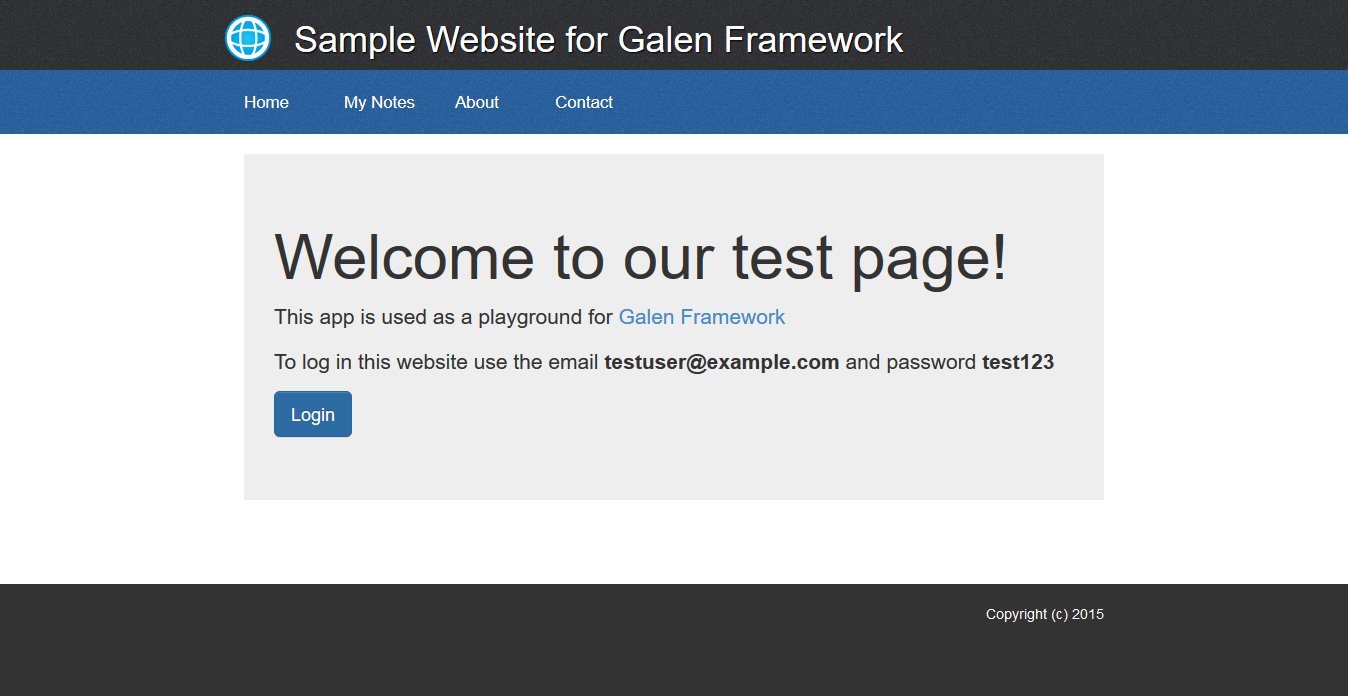 Sample Website for Galen Framework
Home My Notes About Contact
Welcome to our test page!
This app is used as a playground for Galen Framework
To log in this website use the email testuser@example.com and password test123
Login
Copyright (c) 2015